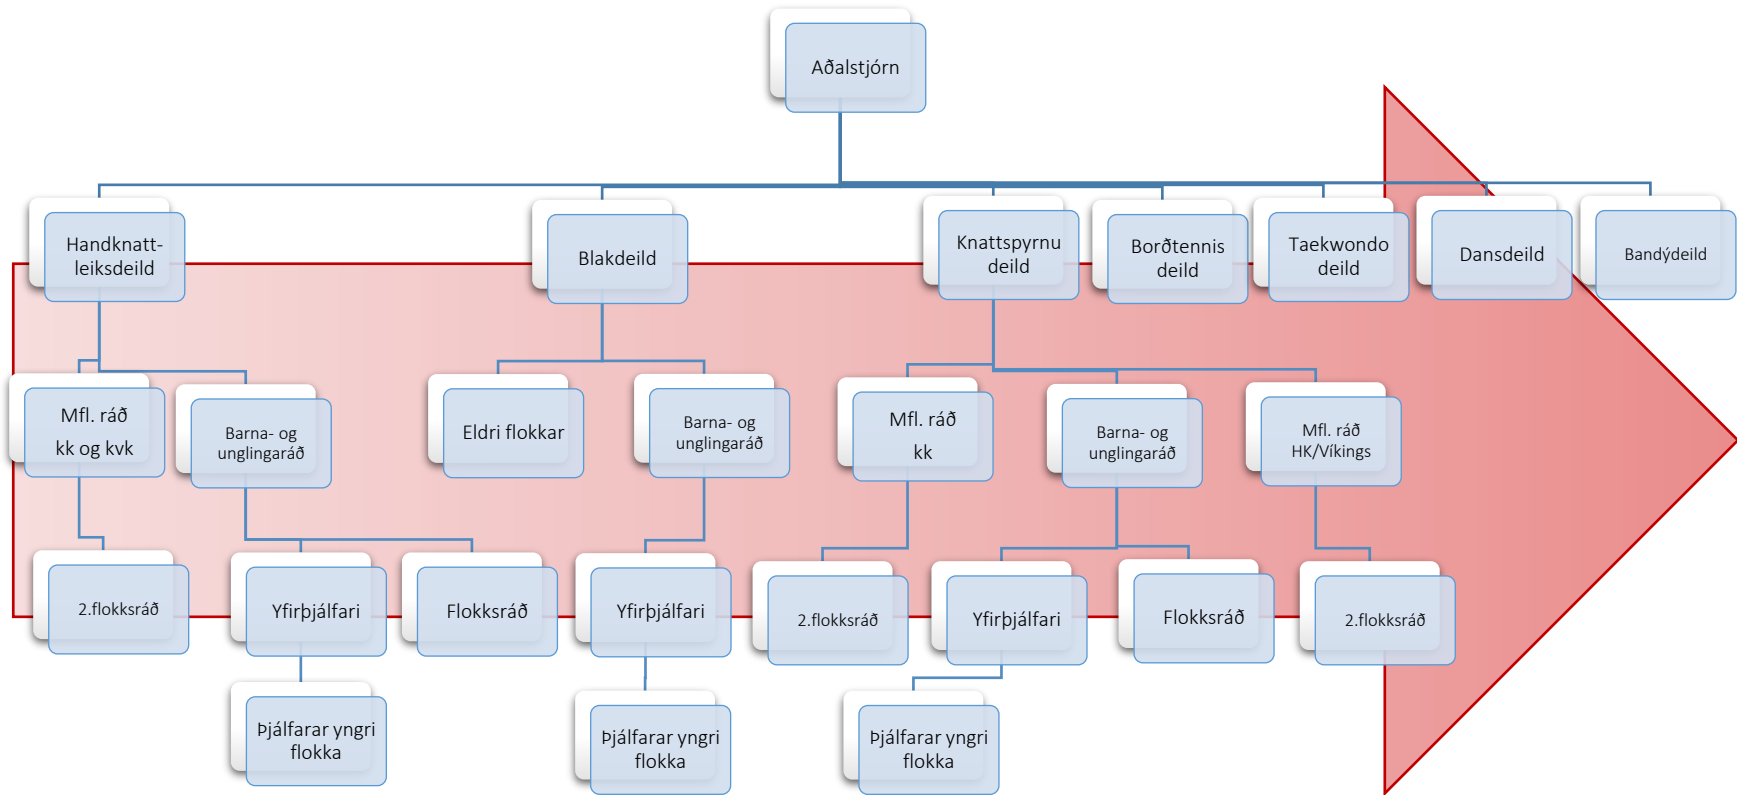 Aðalstjórn
Handknatt-
leiksdeild
Blakdeild
Knattspyrnu
deild
Borðtennis
deild
Taekwondo
deild
Dansdeild
Bandýdeild
Mfl. ráð
kk og kvk
Barna- og
unglingaráð
Eldri flokkar
Barna- og
unglingaráð
Mfl. ráð
kk
Barna- og
unglingaráð
Mfl. ráð
HK/Víkings
2.flokksráð
Yfirþjálfari
Flokksráð
Yfirþjálfari
2.flokksráð
Yfirþjálfari
Flokksráð
2.flokksráð
Þjálfarar yngri
flokka
Þjálfarar yngri
flokka
Þjálfarar yngri
flokka